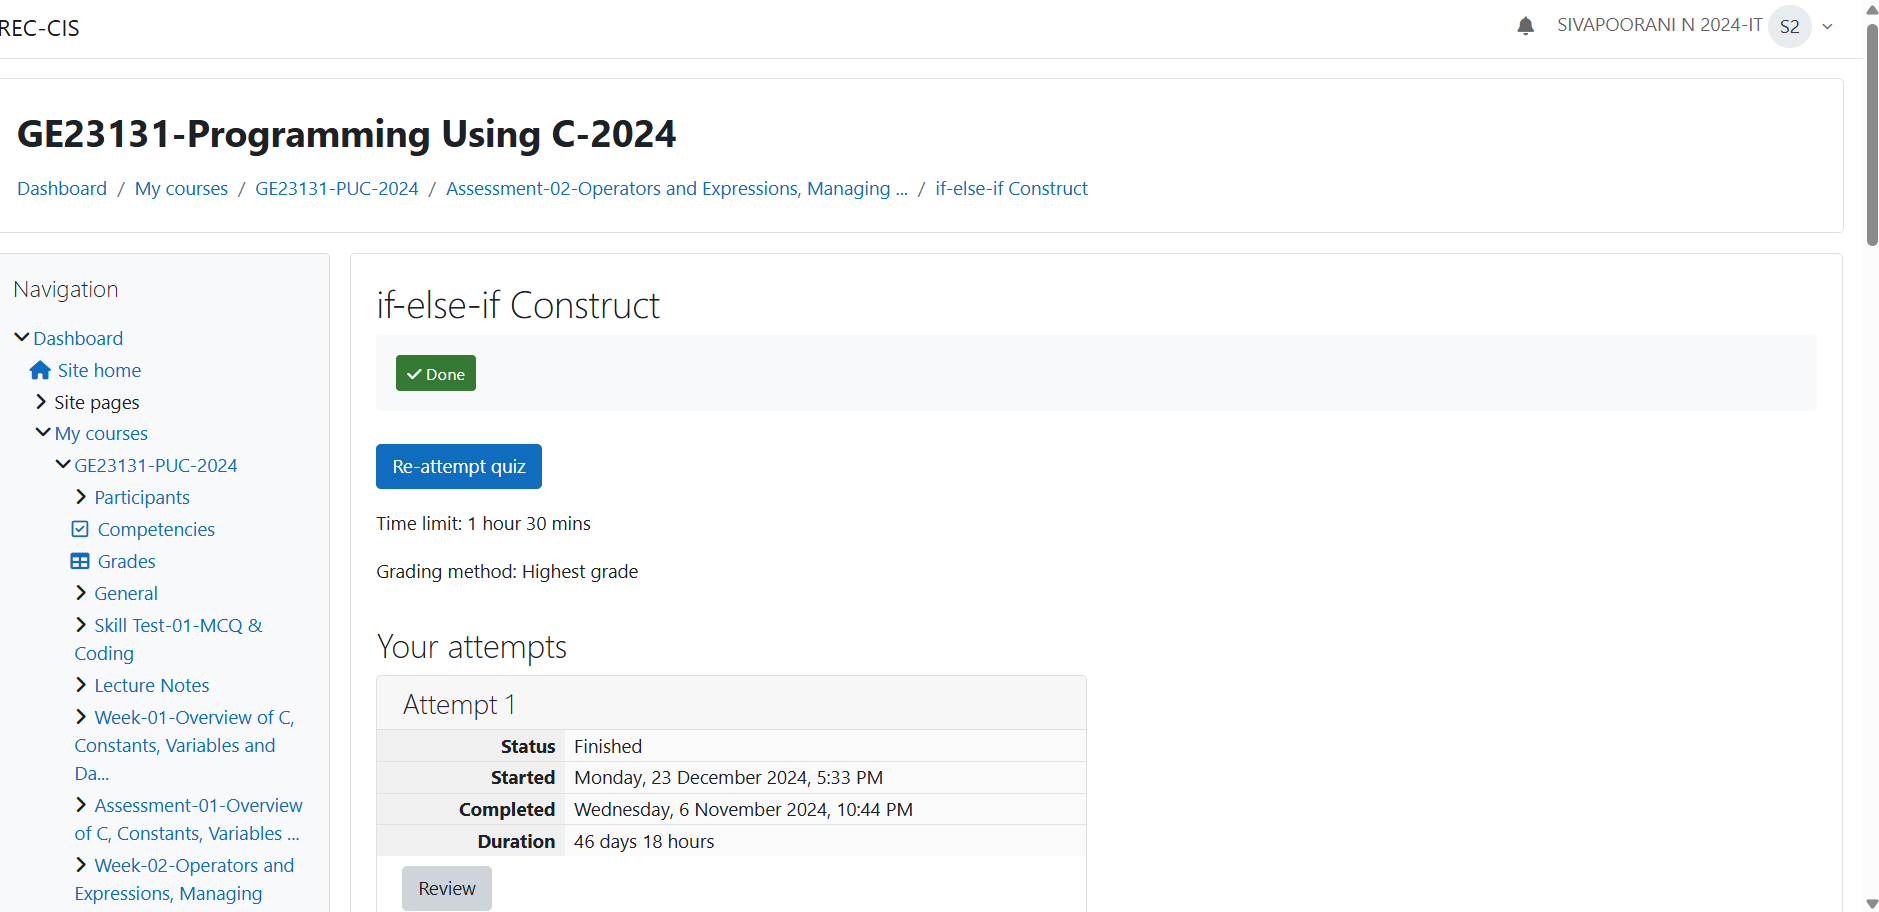 REC-CIS
SIVAPOORANI N 2024-IT S2
GE23131-Programming Using C-2024
Dashboard / My courses / GE23131-PUC-2024 / Assessment-02-Operators and Expressions, Managing ... / if-else-if Construct
Navigation
Dashboard
Site home
Site pages
My courses
GE23131-PUC-2024
Participants
Competencies
Grades
General
Skill Test-01-MCQ &
Coding
Lecture Notes
Week-01-Overview of C,
Constants, Variables and
Da...
Assessment-01-Overview
of C, Constants, Variables ...
Week-02-Operators and
Expressions, Managing
if-else-if Construct
Done
Re-attempt quiz
Time limit: 1 hour 30 mins
Grading method: Highest grade
Your attempts
Attempt 1
Status Finished
Started Monday, 23 December 2024, 5:33 PM
Completed Wednesday, 6 November 2024, 10:44 PM
Duration 46 days 18 hours
Review